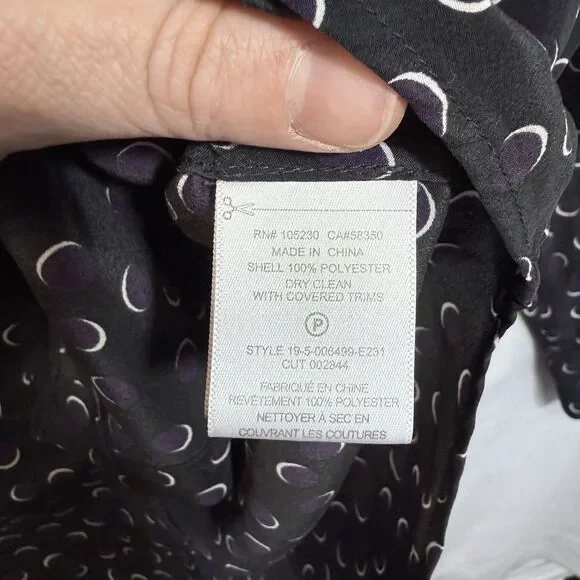 RN# 105230 CA#58350
MADE IN CHINA
SHELL 100% POLYESTER
DRY CLEAN
WITH COVERED TRIMS
P
STYLE 19-5-006499-E231
CUT 002844
FABRIQUÉ EN CHINE
REVÊTEMENT 100% POLYESTER
NETTOYER À SEC EN
COUVRANT LES COUTURES